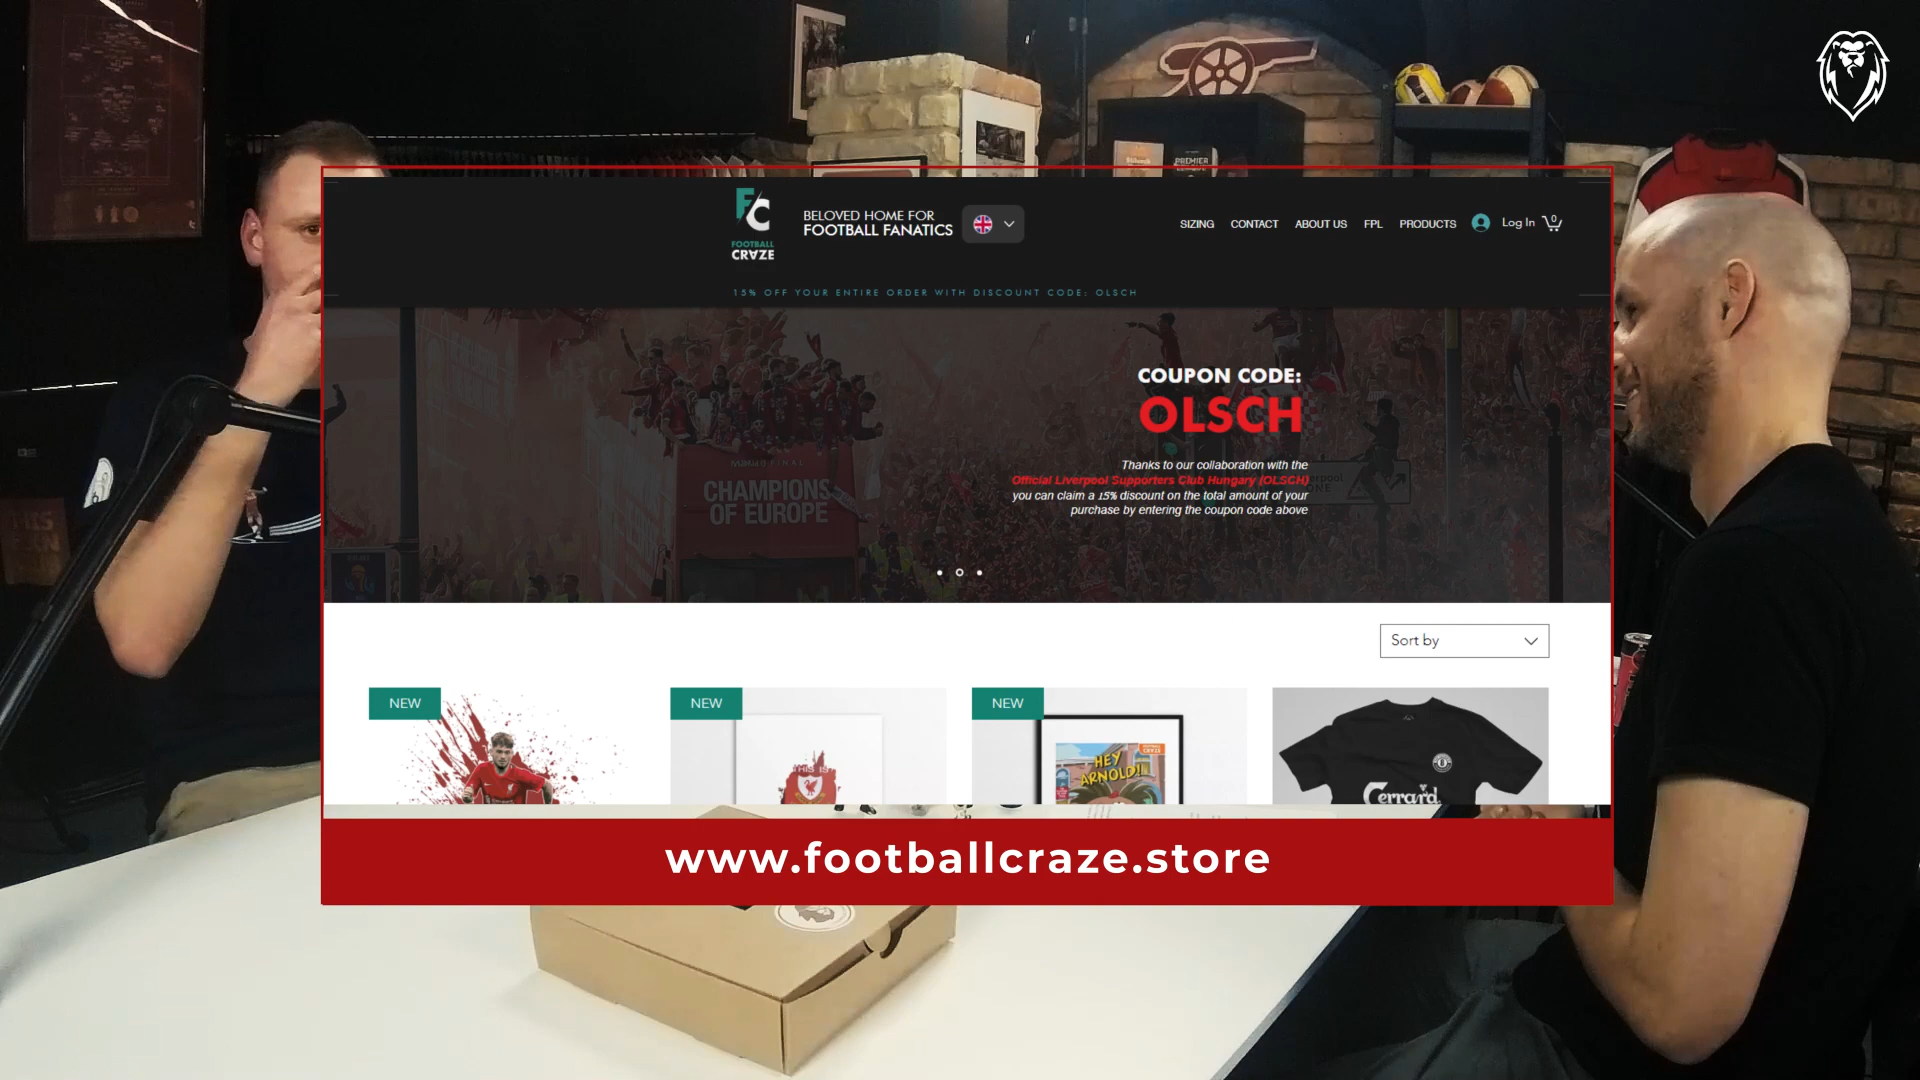 PREMIER
FC
FOOTBALL
CRAZE
BELOVED HOME FOR
FOOTBALL FANATICS
SIZING
CONTACT
ABOUT US
FPL
PRODUCTS
Log In
0
15% OFF YOUR ENTIRE ORDER WITH DISCOUNT CODE: OLSCH
COUPON CODE:
OLSCH
Thanks to our collaboration with the
Official Liverpool Supporters Club Hungary (OLSCH)
you can claim a 15% discount on the total amount of your
purchase by entering the coupon code above
CHAMPIONS
OF EUROPE
Sort by
NEW
NEW
NEW
THIS IS
HEY
ARNOLD!
Gerrard
www.footballcraze.store